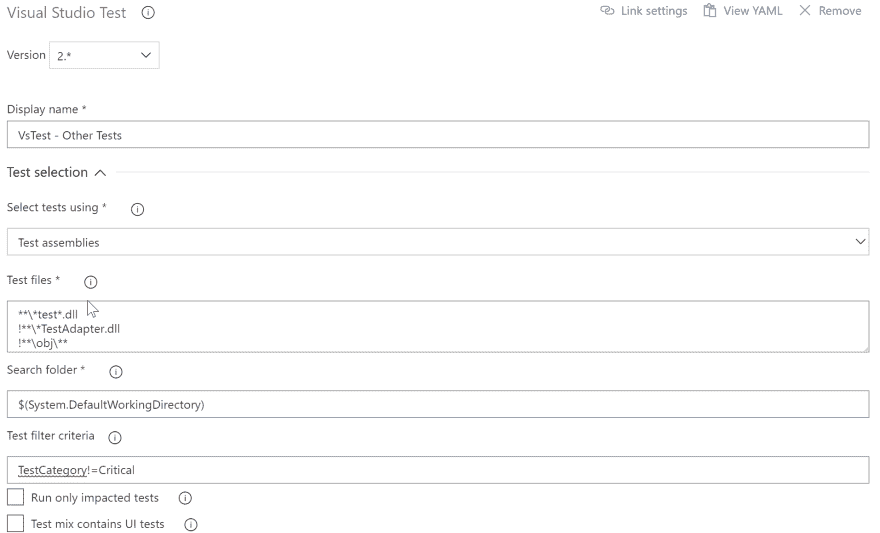 Visual Studio Test
Link settings View YAML Remove
Version 2.*
Display name *
VsTest - Other Tests
Test selection
Select tests using *
Test assemblies
Test files *
**\*test*.dll
!**\*TestAdapter.dll
!**\obj\**
Search folder *
$(System.DefaultWorkingDirectory)
Test filter criteria
TestCategory!=Critical
Run only impacted tests
Test mix contains UI tests